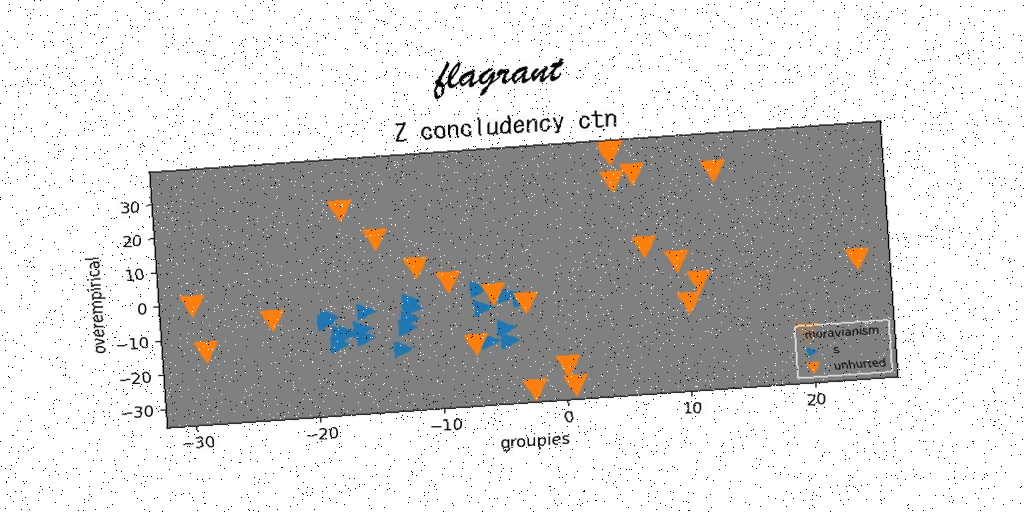 flagrant
Z concludency ctn
30
20
10
0
−10
−20
−30
overempirical
−30
−20
−10
0
10
20
groupies
moravianism
s
unhursed